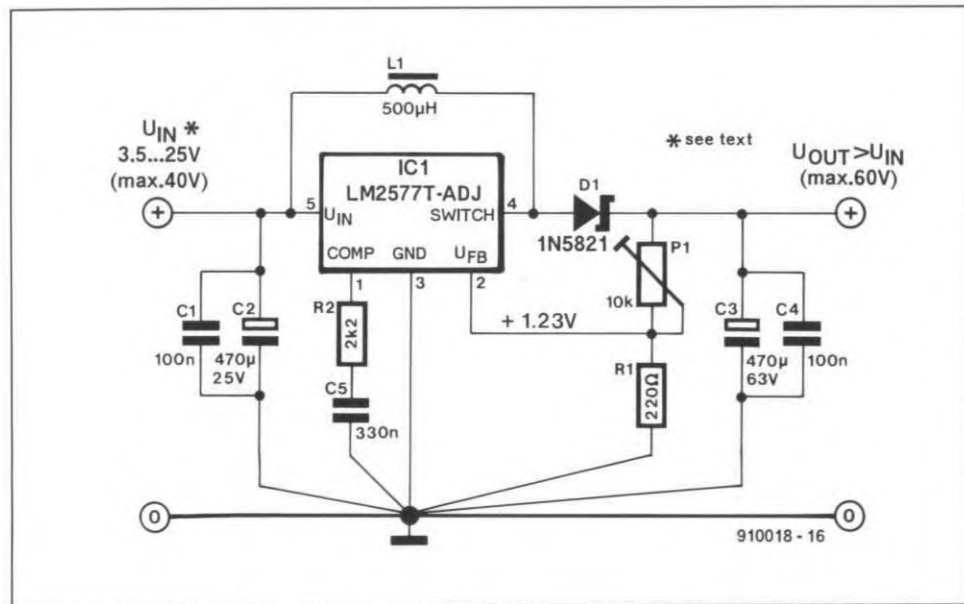 L1
500µH
U_IN *
3.5...25V
(max.40V)
* see text
U_OUT>U_IN
(max.60V)
IC1
LM2577T-ADJ
5
U_IN
SWITCH
4
COMP
GND
U_FB
1
3
2
D1
1N5821
P1
10k
+ 1.23V
C1
100n
C2
470µ
25V
R2
2k2
C5
330n
R1
220Ω
C3
470µ
63V
C4
100n
+
+
0
0
910018 - 16